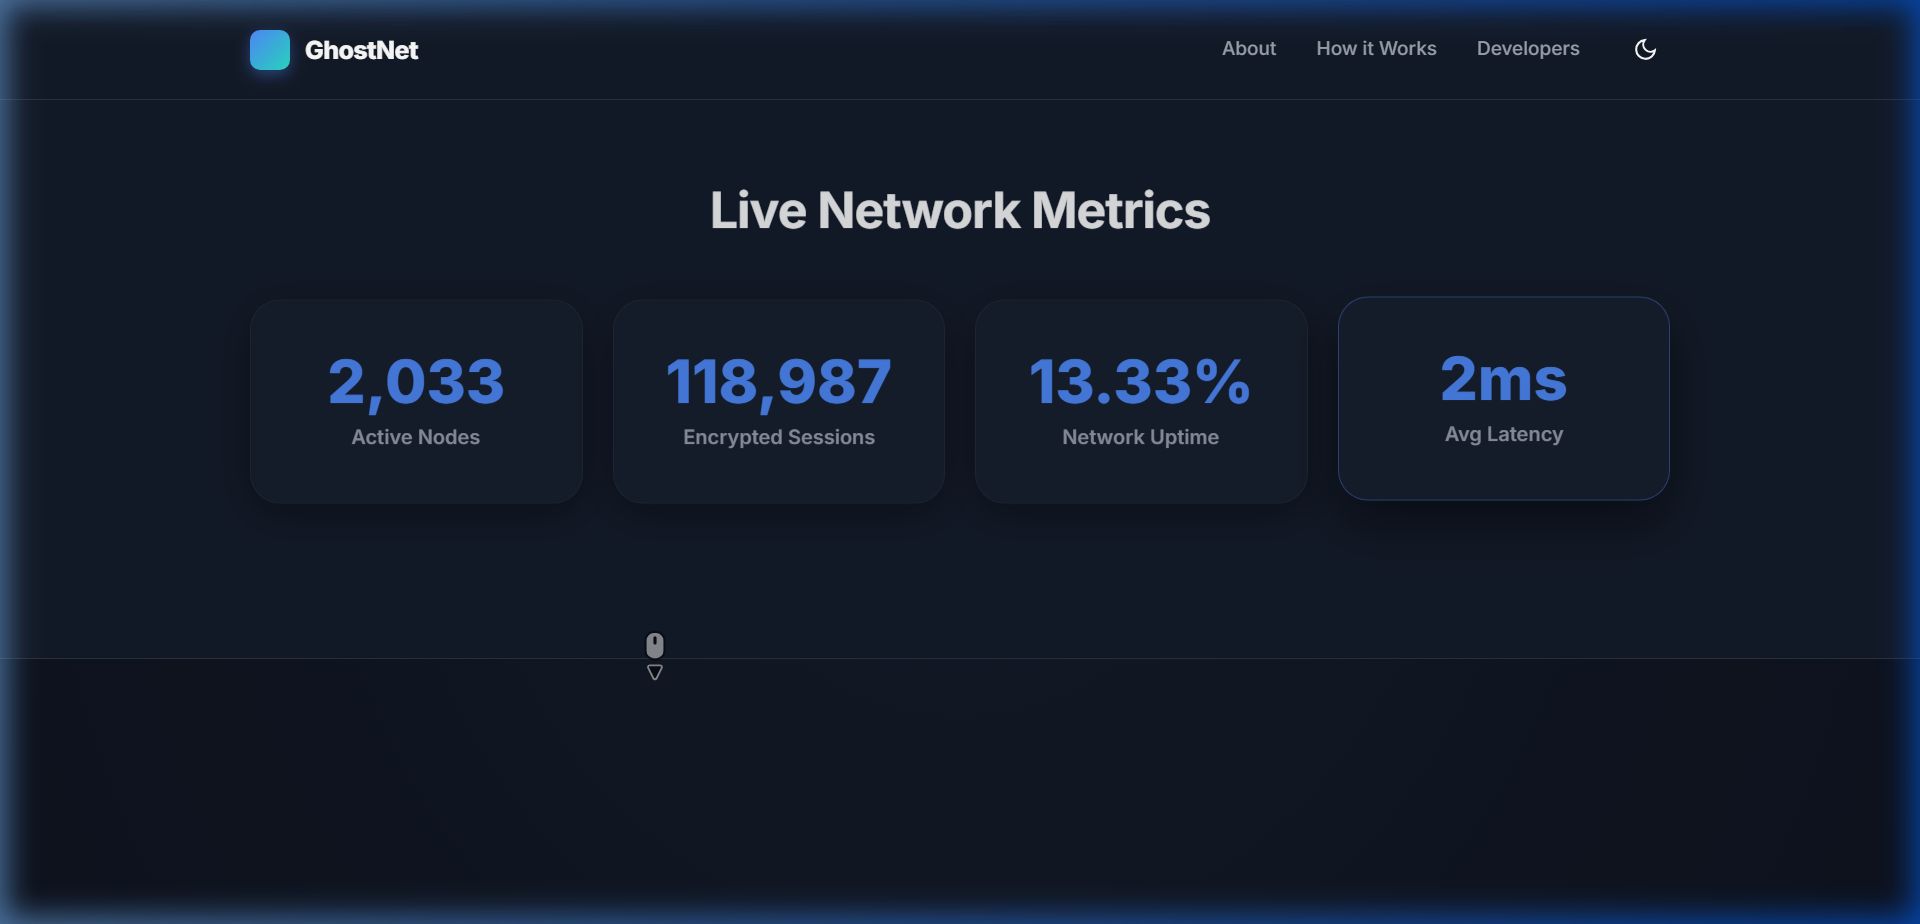 GhostNet
About
How it Works
Developers
Live Network Metrics
2,033
Active Nodes
118,987
Encrypted Sessions
13.33%
Network Uptime
2ms
Avg Latency